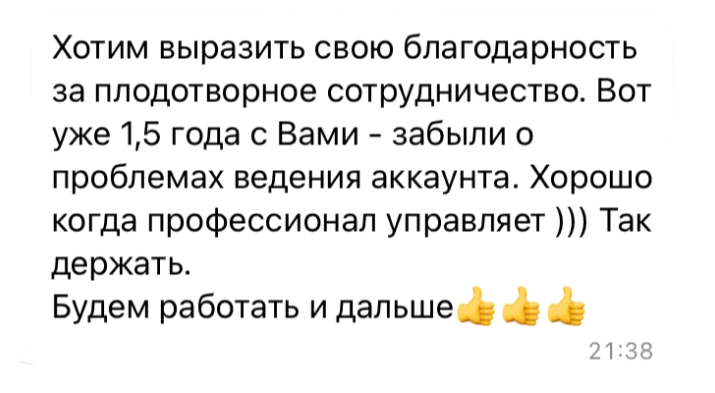 Хотим выразить свою благодарность
за плодотворное сотрудничество. Вот
уже 1,5 года с Вами - забыли о
проблемах ведения аккаунта. Хорошо
когда профессионал управляет ))) Так
держать.
Будем работать и дальше👍👍👍
21:38